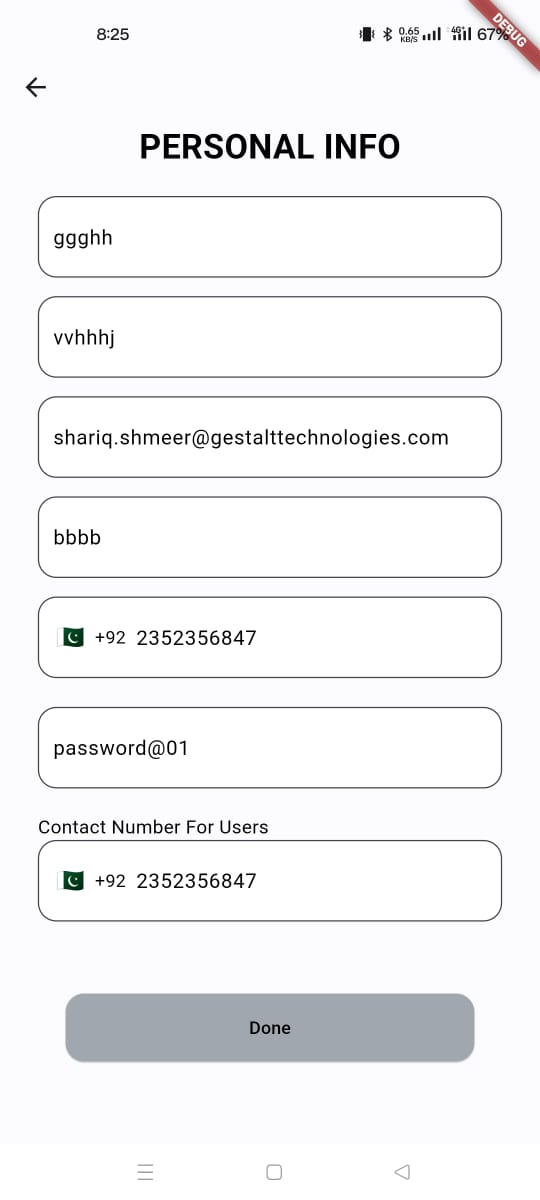 8:25
0.65 KB/S 4G+ 67%
DEBUG
PERSONAL INFO
ggghh
vvhhhj
shariq.shmeer@gestalttechnologies.com
bbbb
+92 2352356847
password@01
Contact Number For Users
+92 2352356847
Done